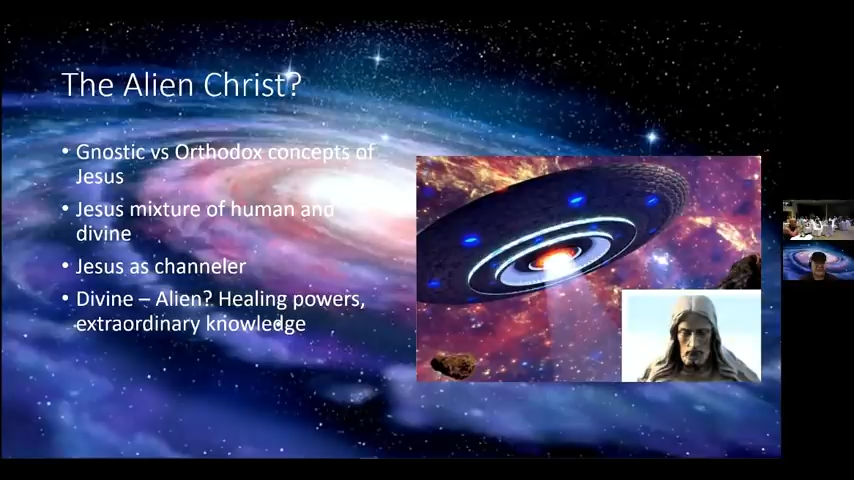 The Alien Christ?
• Gnostic vs Orthodox concepts of
Jesus
• Jesus mixture of human and
divine
• Jesus as channeler
• Divine – Alien? Healing powers,
extraordinary knowledge